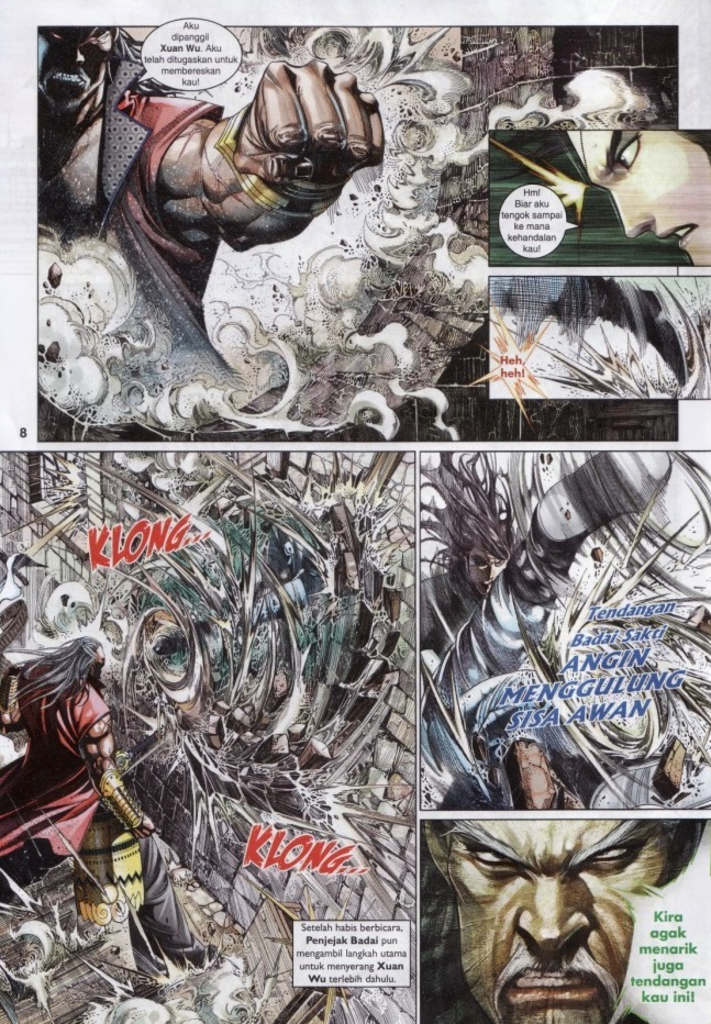 Aku
dipanggil
Xuan Wu. Aku
telah ditugaskan untuk
membereskan
kau!
Hm!
Biar aku
tengok sampai
ke mana
kehandalan
kau!
Heh,
heh!
8
KLONG...
KLONG...
Setelah habis berbicara,
Penjejak Badai pun
mengambil langkah utama
untuk menyerang Xuan
Wu terlebih dahulu.
Tendangan
Badai Sakti
ANGIN
MENGGULUNG
SISA AWAN
Kira
agak
menarik
juga
tendangan
kau ini!